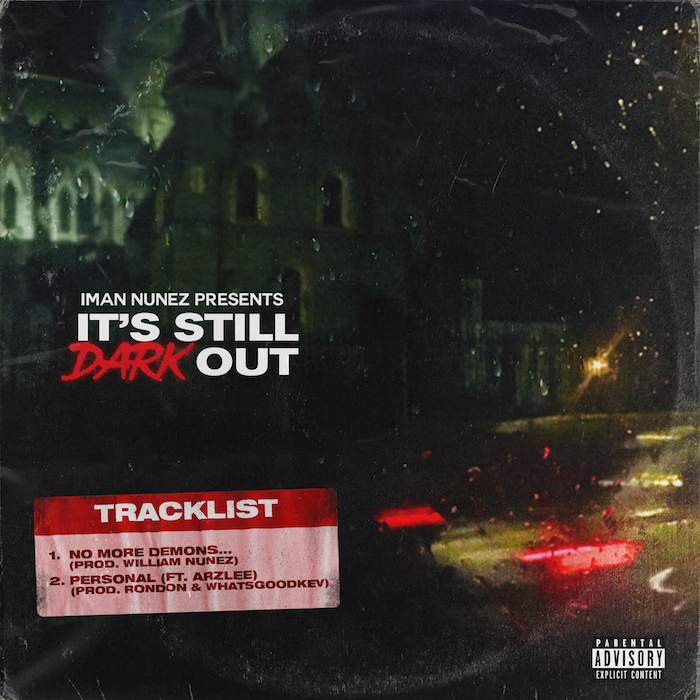 IMAN NUNEZ PRESENTS
IT'S STILL
DARK OUT
TRACKLIST
1. NO MORE DEMONS...
(PROD. WILLIAM NUNEZ)
2. PERSONAL (FT. ARZLEE)
(PROD. RONDON & WHATSGOODKEV)
PARENTAL
ADVISORY
EXPLICIT CONTENT